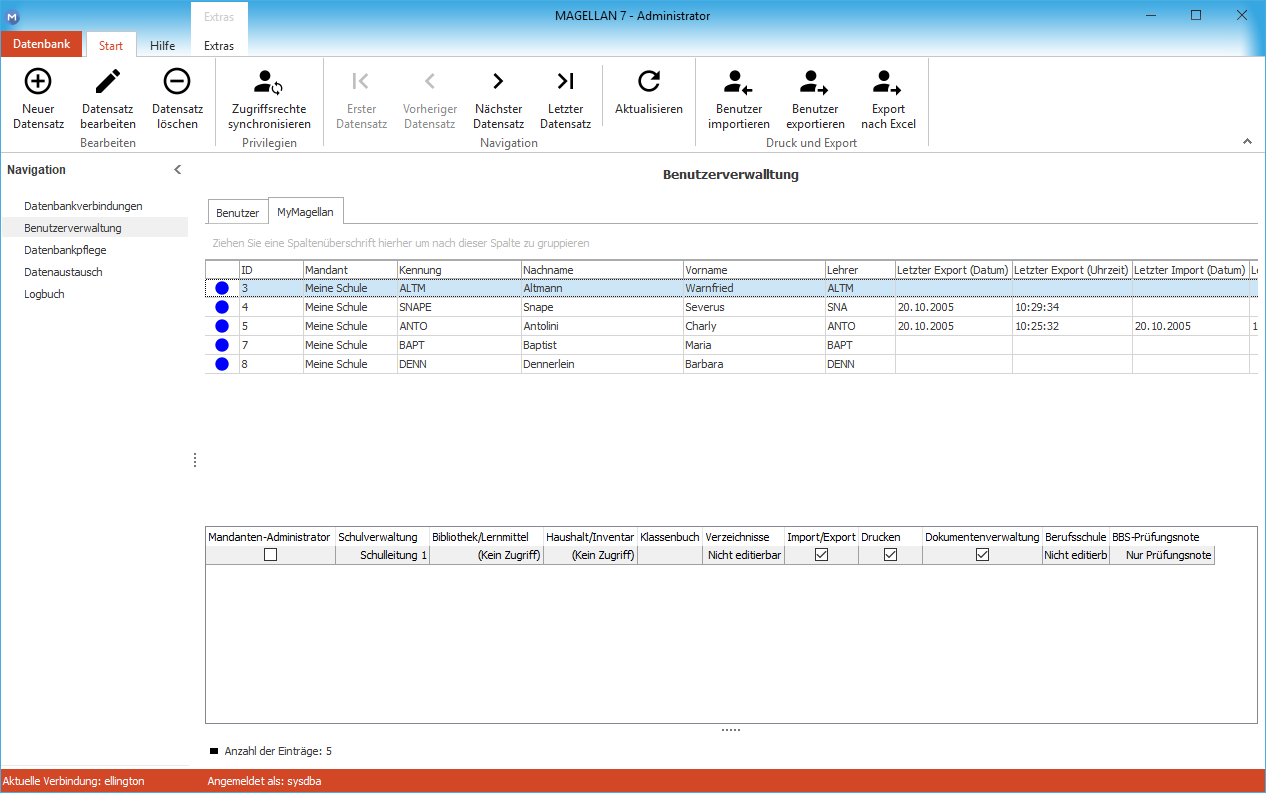 M
Extras
MAGELLAN 7 - Administrator
Datenbank Start Hilfe Extras
Neuer Datensatz
Datensatz bearbeiten
Datensatz löschen
Bearbeiten
Zugriffsrechte synchronisieren
Privilegien
Erster Datensatz
Vorheriger Datensatz
Nächster Datensatz
Letzter Datensatz
Aktualisieren
Navigation
Benutzer importieren
Benutzer exportieren
Export nach Excel
Druck und Export
Navigation
Datenbankverbindungen
Benutzerverwaltung
Datenbankpflege
Datenaustausch
Logbuch
Benutzerverwalltung
Benutzer MyMagellan
Ziehen Sie eine Spaltenüberschrift hierher um nach dieser Spalte zu gruppieren
ID Mandant Kennung Nachname Vorname Lehrer Letzter Export (Datum) Letzter Export (Uhrzeit) Letzter Import (Datum)
3 Meine Schule ALTM Altmann Warnfried ALTM
4 Meine Schule SNAPE Snape Severus SNA 20.10.2005 10:29:34
5 Meine Schule ANTO Antolini Charly ANTO 20.10.2005 10:25:32 20.10.2005 1
7 Meine Schule BAPT Baptist Maria BAPT
8 Meine Schule DENN Dennerlein Barbara DENN
Mandanten-Administrator Schulverwaltung Bibliothek/Lernmittel Haushalt/Inventar Klassenbuch Verzeichnisse Import/Export Drucken Dokumentenverwaltung Berufsschule BBS-Prüfungsnote
Schulleitung 1 (Kein Zugriff) (Kein Zugriff) Nicht editierbar Nicht editierb Nur Prüfungsnote
Anzahl der Einträge: 5
Aktuelle Verbindung: ellington Angemeldet als: sysdba